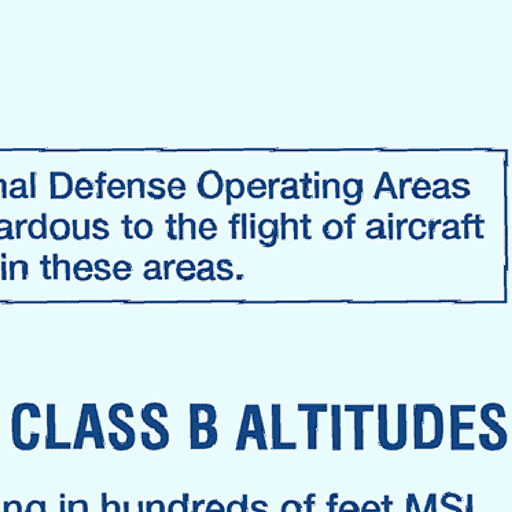 nal Defense Operating Areas
ardous to the flight of aircraft
in these areas.
CLASS B ALTITUDES
ng in hundreds of feet MSL